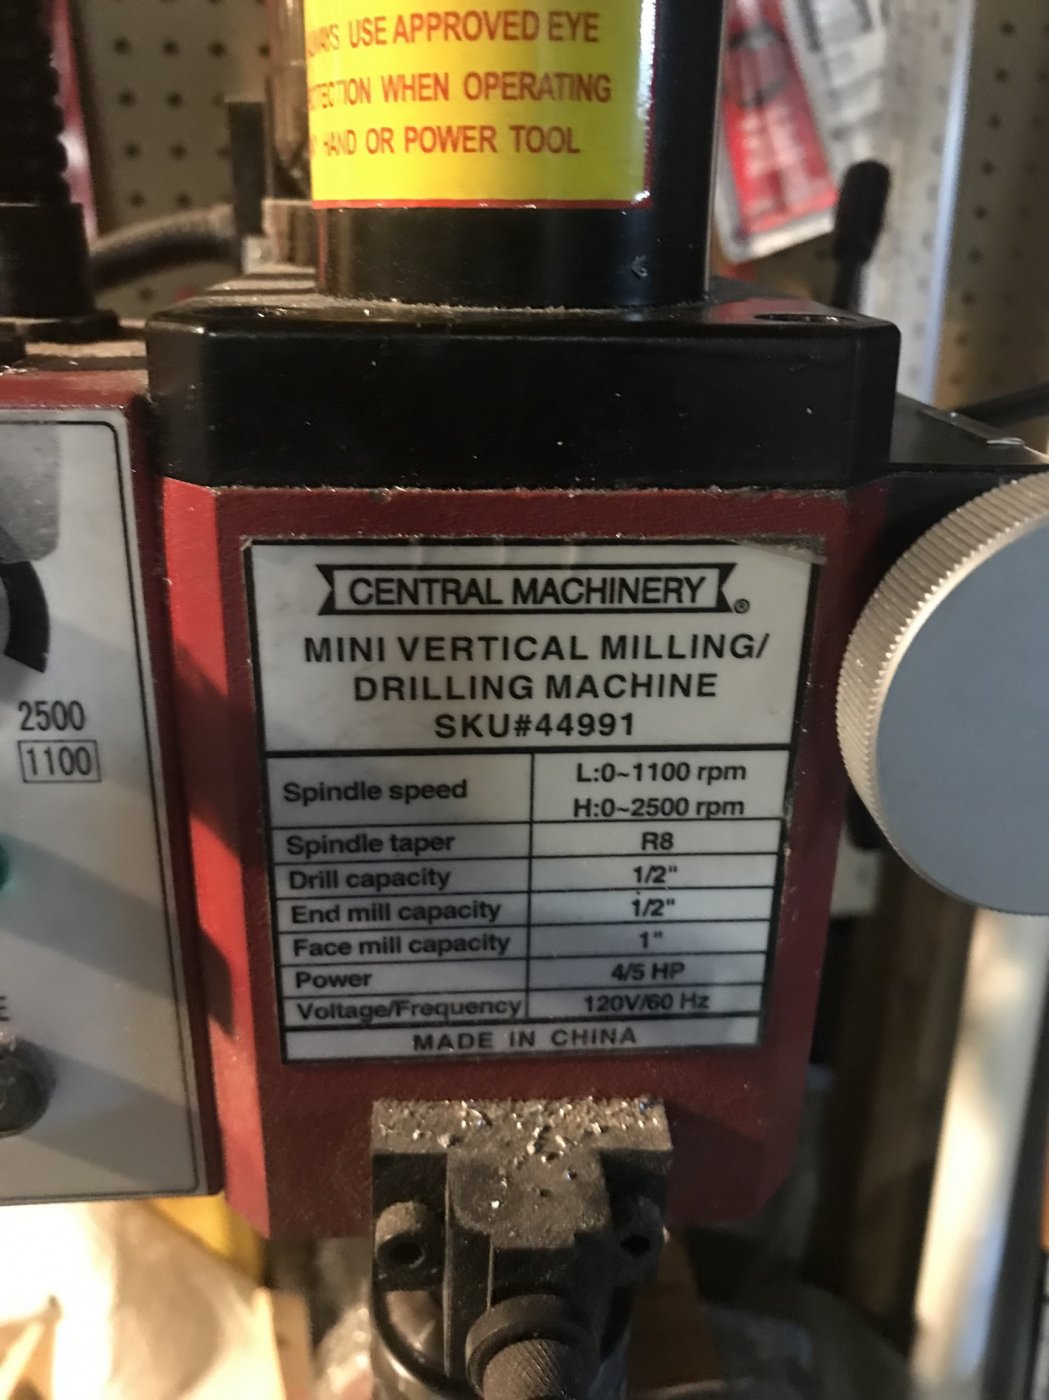 USE APPROVED EYE
WHEN OPERATING
HAND OR POWER TOOL
CENTRAL MACHINERY®
MINI VERTICAL MILLING/
DRILLING MACHINE
SKU#44991
2500
1100
Spindle speed L:0~1100 rpm
H:0~2500 rpm
Spindle taper R8
Drill capacity 1/2"
End mill capacity 1/2"
Face mill capacity 1"
Power 4/5 HP
Voltage/Frequency 120V/60 Hz
MADE IN CHINA